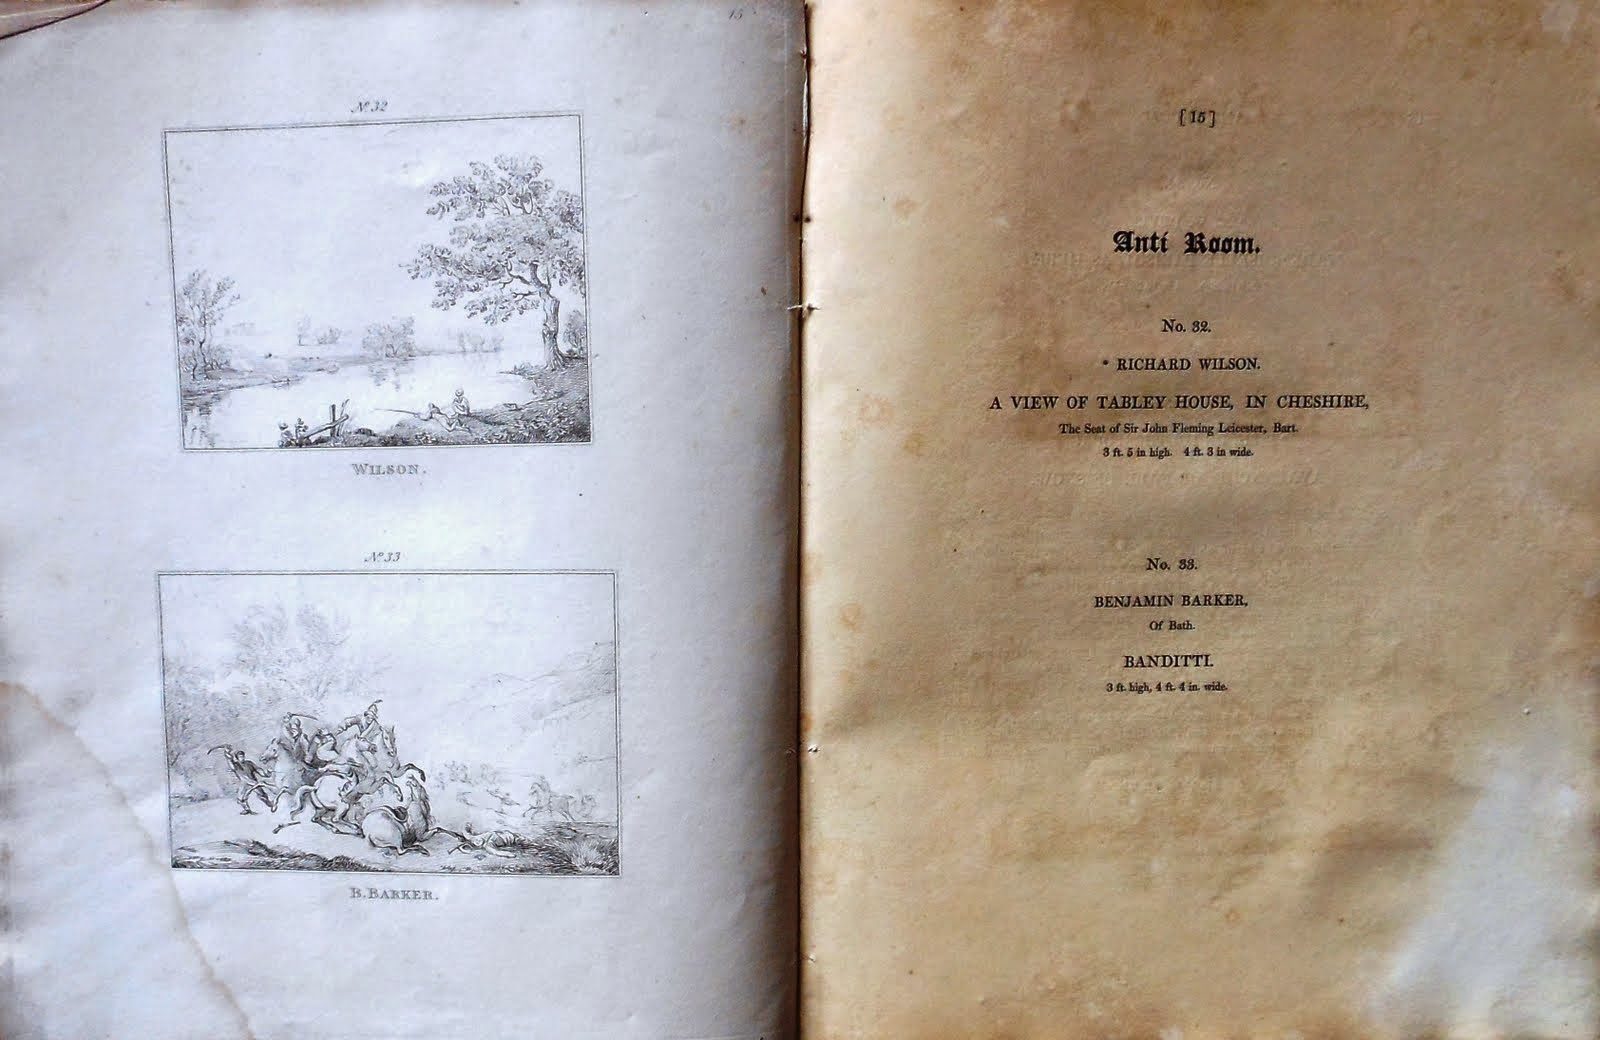 15
No 32
WILSON.
No 33
B. BARKER.
[ 15 ]
Anti Room.
No. 32.
* RICHARD WILSON.
A VIEW OF TABLEY HOUSE, IN CHESHIRE,
The Seat of Sir John Fleming Leicester, Bart.
3 ft. 5 in high. 4 ft. 3 in wide.
No. 33.
BENJAMIN BARKER,
Of Bath.
BANDITTI.
3 ft. high, 4 ft. 4 in. wide.